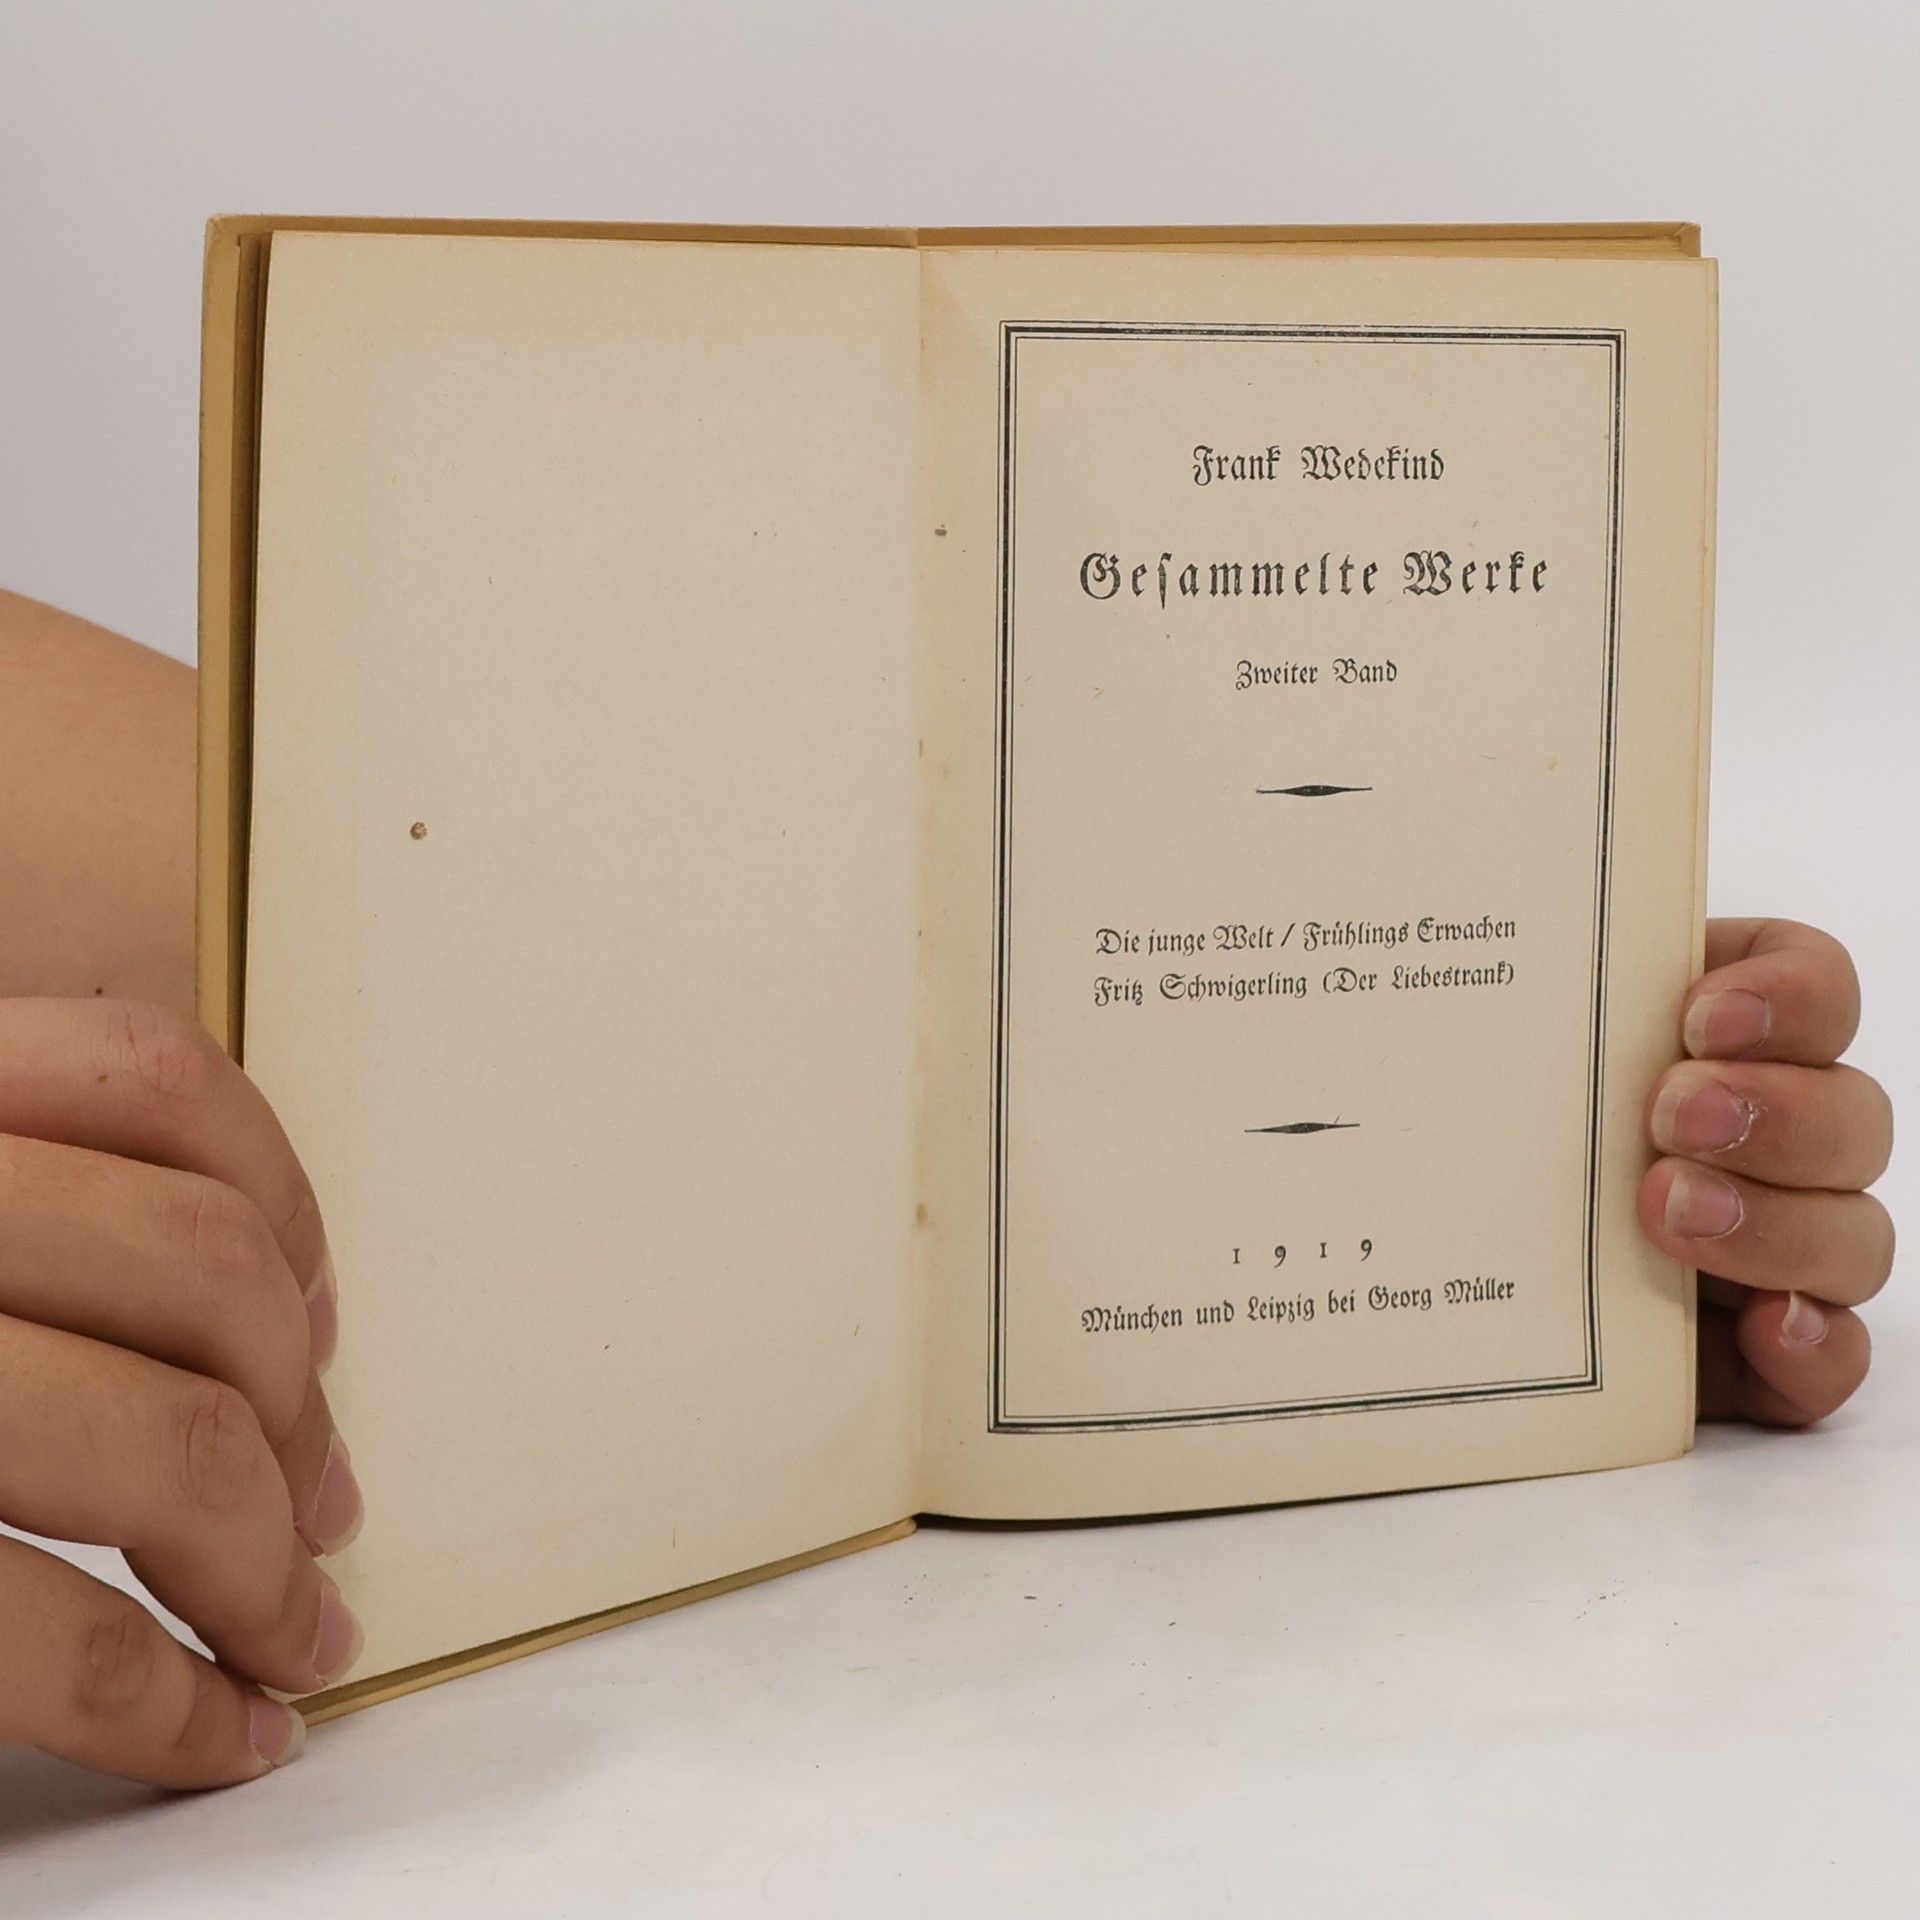 Frank Wedekind
Geſammelte Werke
Zweiter Band
Die junge Welt / Frühlings Erwachen
Fritz Schwigerling (Der Liebestrank)
1919
München und Leipzig bei Georg Müller